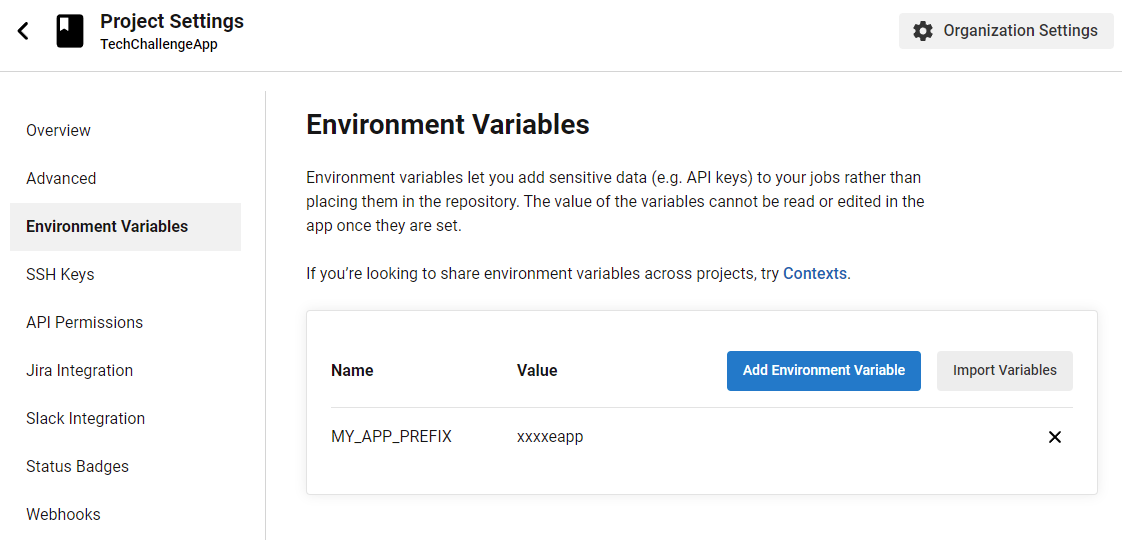 Project Settings
TechChallengeApp
Organization Settings
Overview
Advanced
Environment Variables
SSH Keys
API Permissions
Jira Integration
Slack Integration
Status Badges
Webhooks
Environment Variables
Environment variables let you add sensitive data (e.g. API keys) to your jobs rather than
placing them in the repository. The value of the variables cannot be read or edited in the
app once they are set.
If you’re looking to share environment variables across projects, try Contexts.
Name Value Add Environment Variable Import Variables
MY_APP_PREFIX xxxxeapp